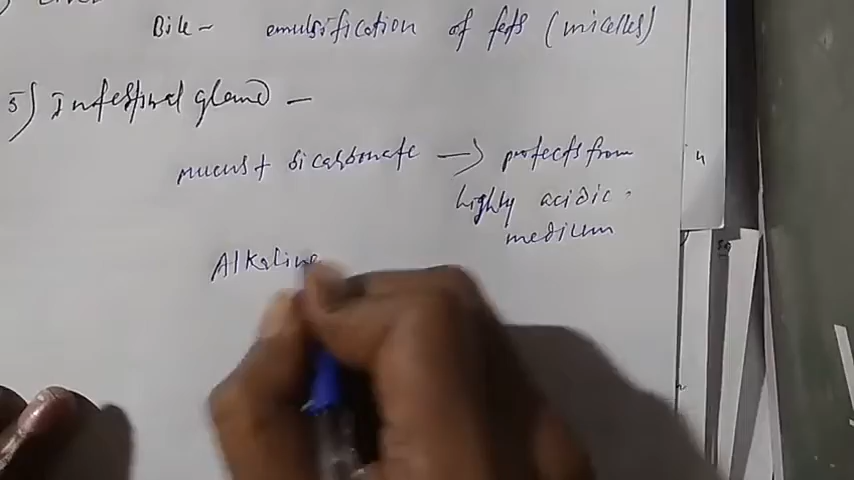 Bile - emulsification of fats (micelles)
5) Intestinal gland -
mucus + bicarbonate → protects from
highly acidic
medium
Alkaline